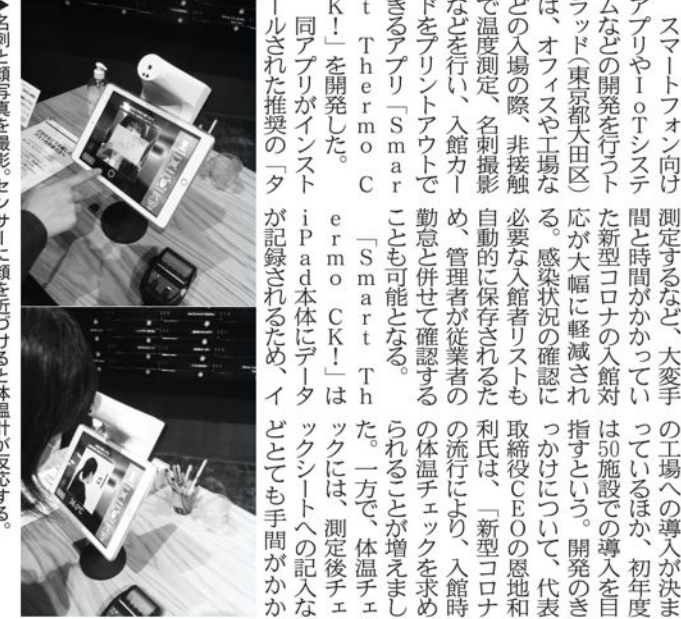 スマートフォン向け
アプリやIoTシステ
ムなどの開発を行うト
ラッド(東京都大田区)
は、オフィスや工場な
どの入場の際、非接触
で温度測定、名刺撮影
などを行い、入館カー
ドをプリントアウトで
きるアプリ「Smar
t Thermo C
K!」を開発した。
同アプリがインスト
ールされた推奨の「タ
測定するなど、大変手
間と時間がかかってい
た新型コロナの入館対
応が大幅に軽減され
る。感染状況の確認に
必要な入館者リストも
自動的に保存されるた
め、管理者が従業者の
勤怠と併せて確認する
ことも可能となる。
「Smart Th
ermo CK!」は
iPad本体にデータ
が記録されるため、イ
の工場への導入が決ま
っているほか、初年度
は50施設での導入を目
指すという。開発のき
っかけについて、代表
取締役CEOの恩地和
利氏は、「新型コロナ
の流行により、入館時
の体温チェックを求め
られることが増えまし
た。一方で、体温チェ
ックには、測定後チェ
ックシートへの記入な
どとても手間がかか
▶名刺と顔写真を撮影。センサーに顔を近づけると体温計が反応する。